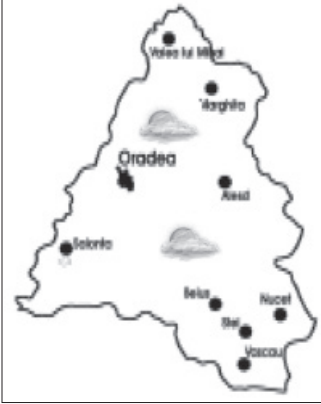 Valea lui Mihai
Marghita
Oradea
Alesd
Salonta
Beius
Nucet
Stei
Vascau